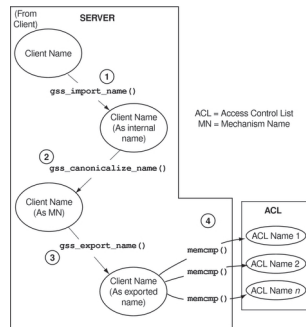 (From
Client)
SERVER
Client Name
1
gss_import_name()
Client Name
(As internal
name)
ACL = Access Control List
MN = Mechanism Name
2
gss_canonicalize_name()
Client Name
(As MN)
gss_export_name()
3
Client Name
(As exported
name)
4
memcmp()
memcmp()
memcmp()
ACL
ACL Name 1
ACL Name 2
ACL Name n